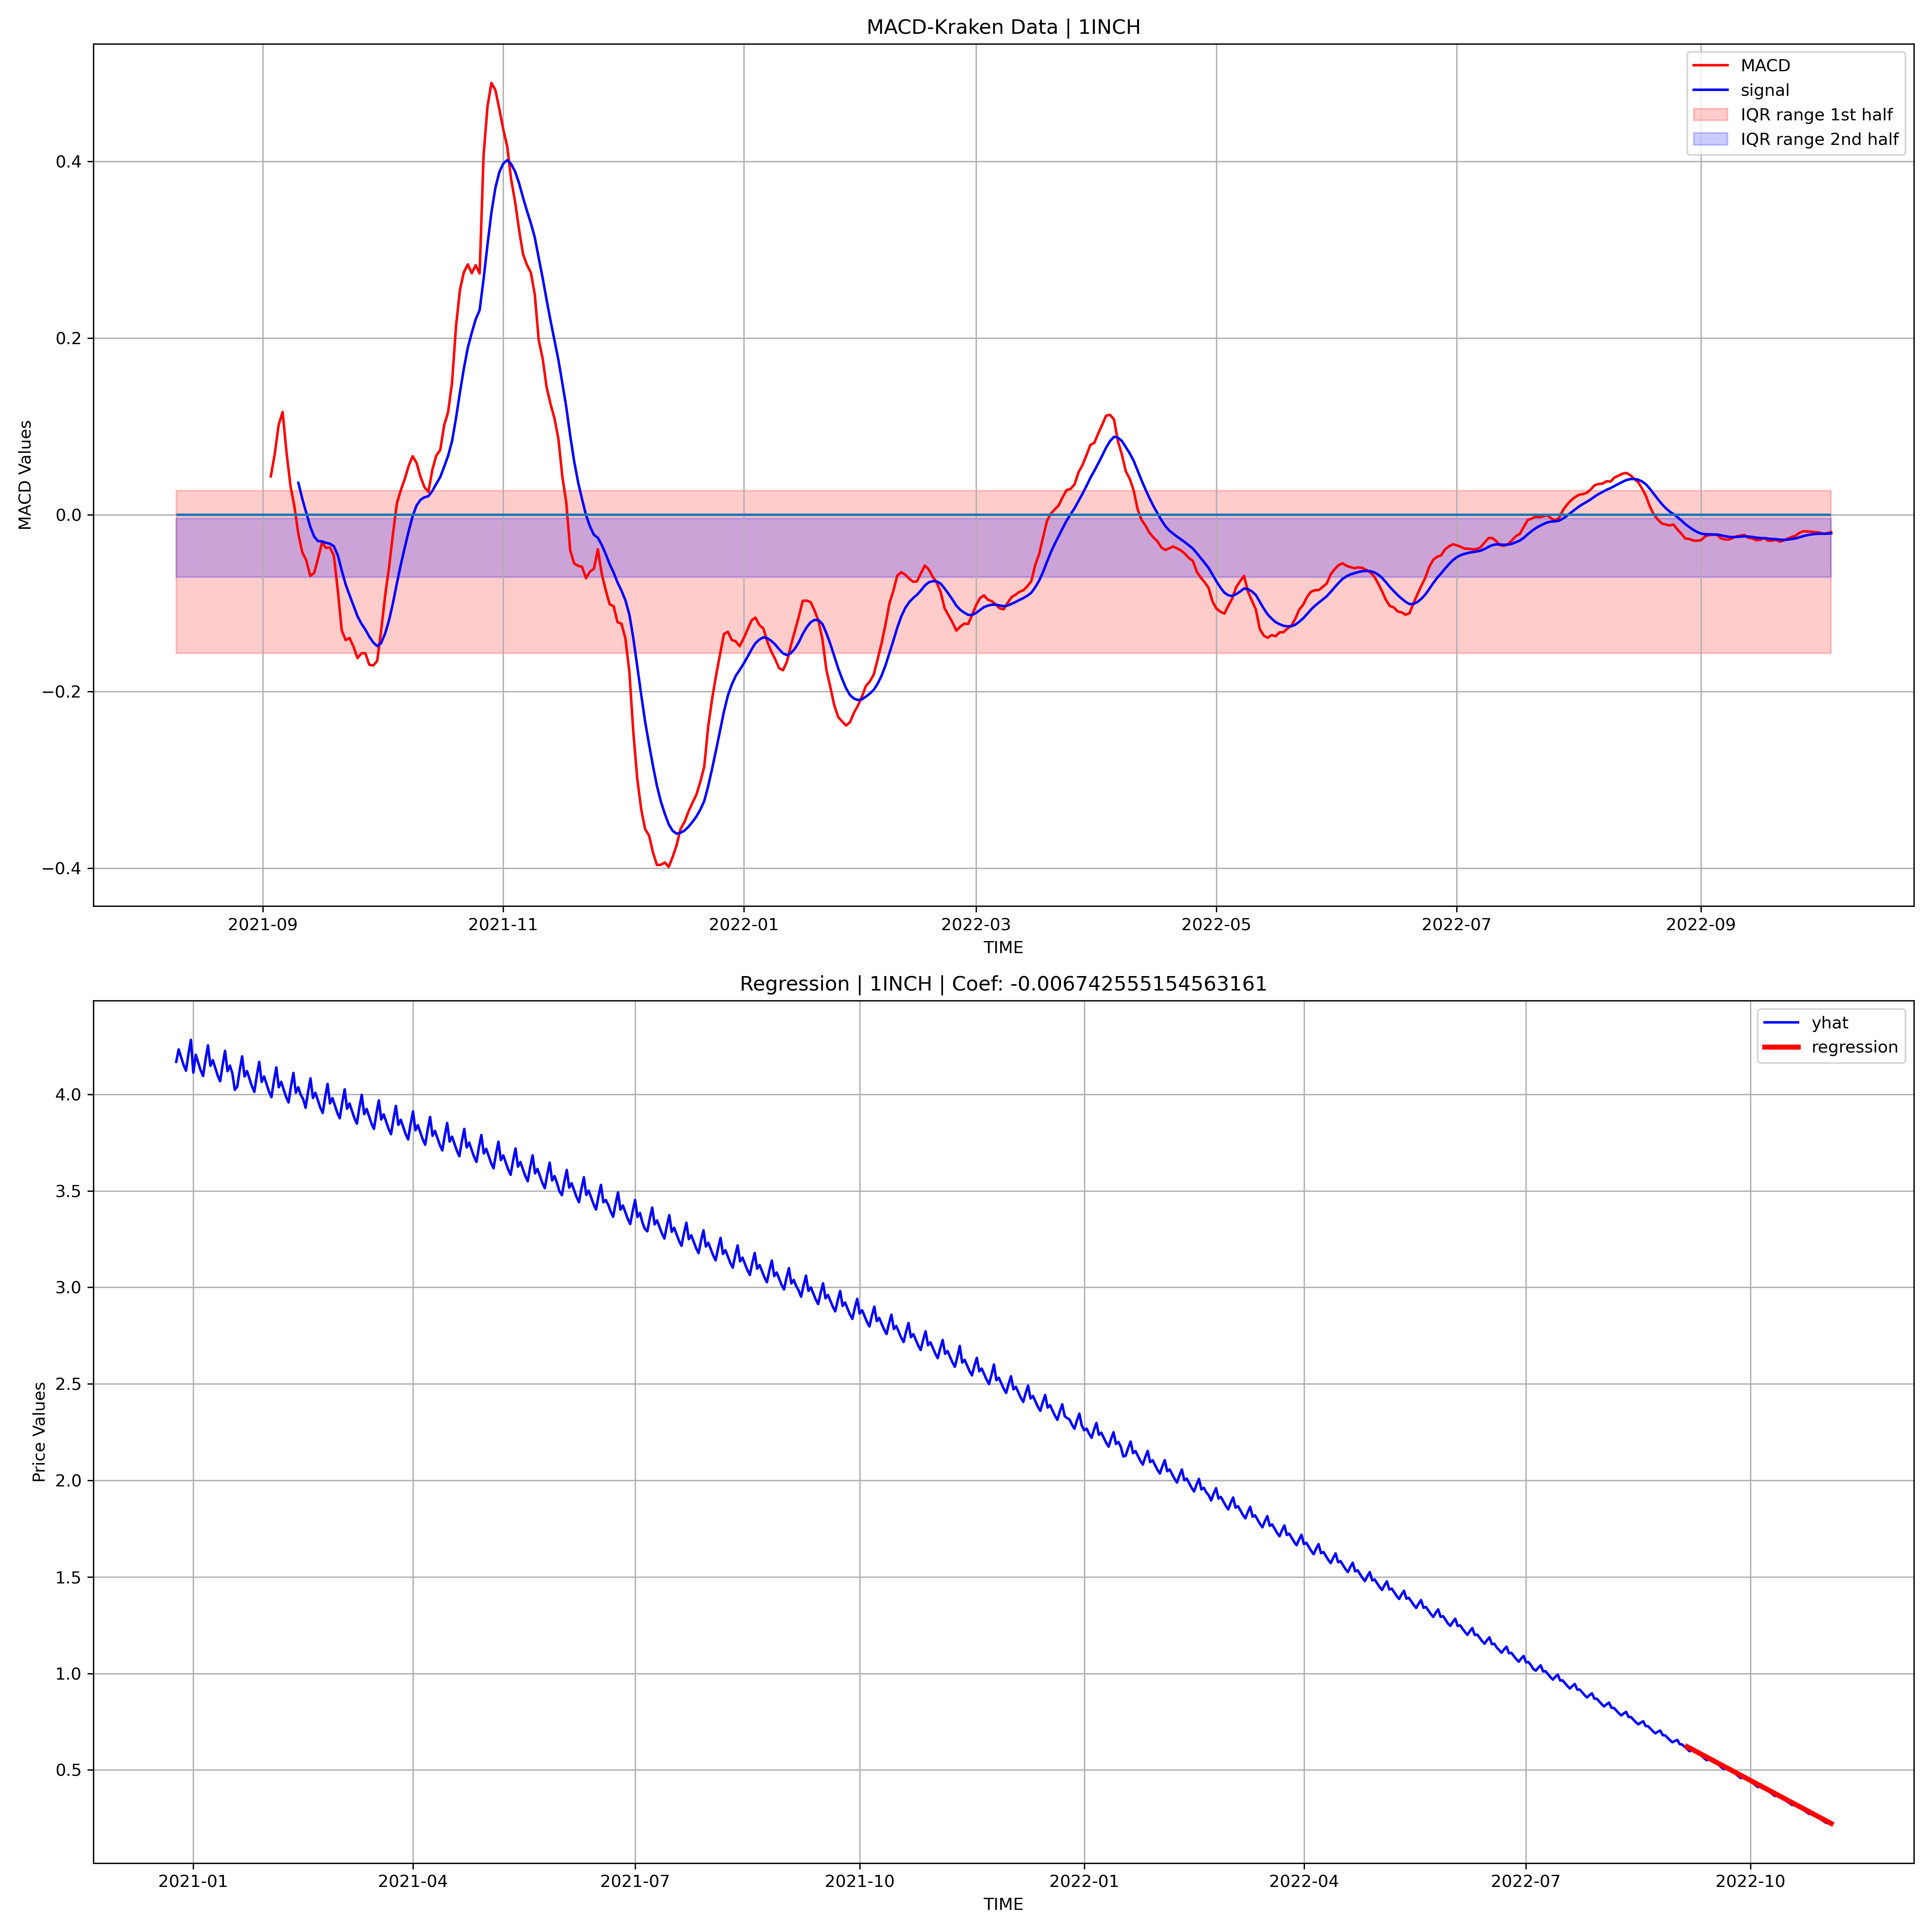 MACD-Kraken Data | 1INCH
MACD
signal
IQR range 1st half
IQR range 2nd half
MACD Values
0.4
0.2
0.0
−0.2
−0.4
2021-09
2021-11
2022-01
2022-03
2022-05
2022-07
2022-09
TIME
Regression | 1INCH | Coef: -0.006742555154563161
yhat
regression
Price Values
4.0
3.5
3.0
2.5
2.0
1.5
1.0
0.5
2021-01
2021-04
2021-07
2021-10
2022-01
2022-04
2022-07
2022-10
TIME